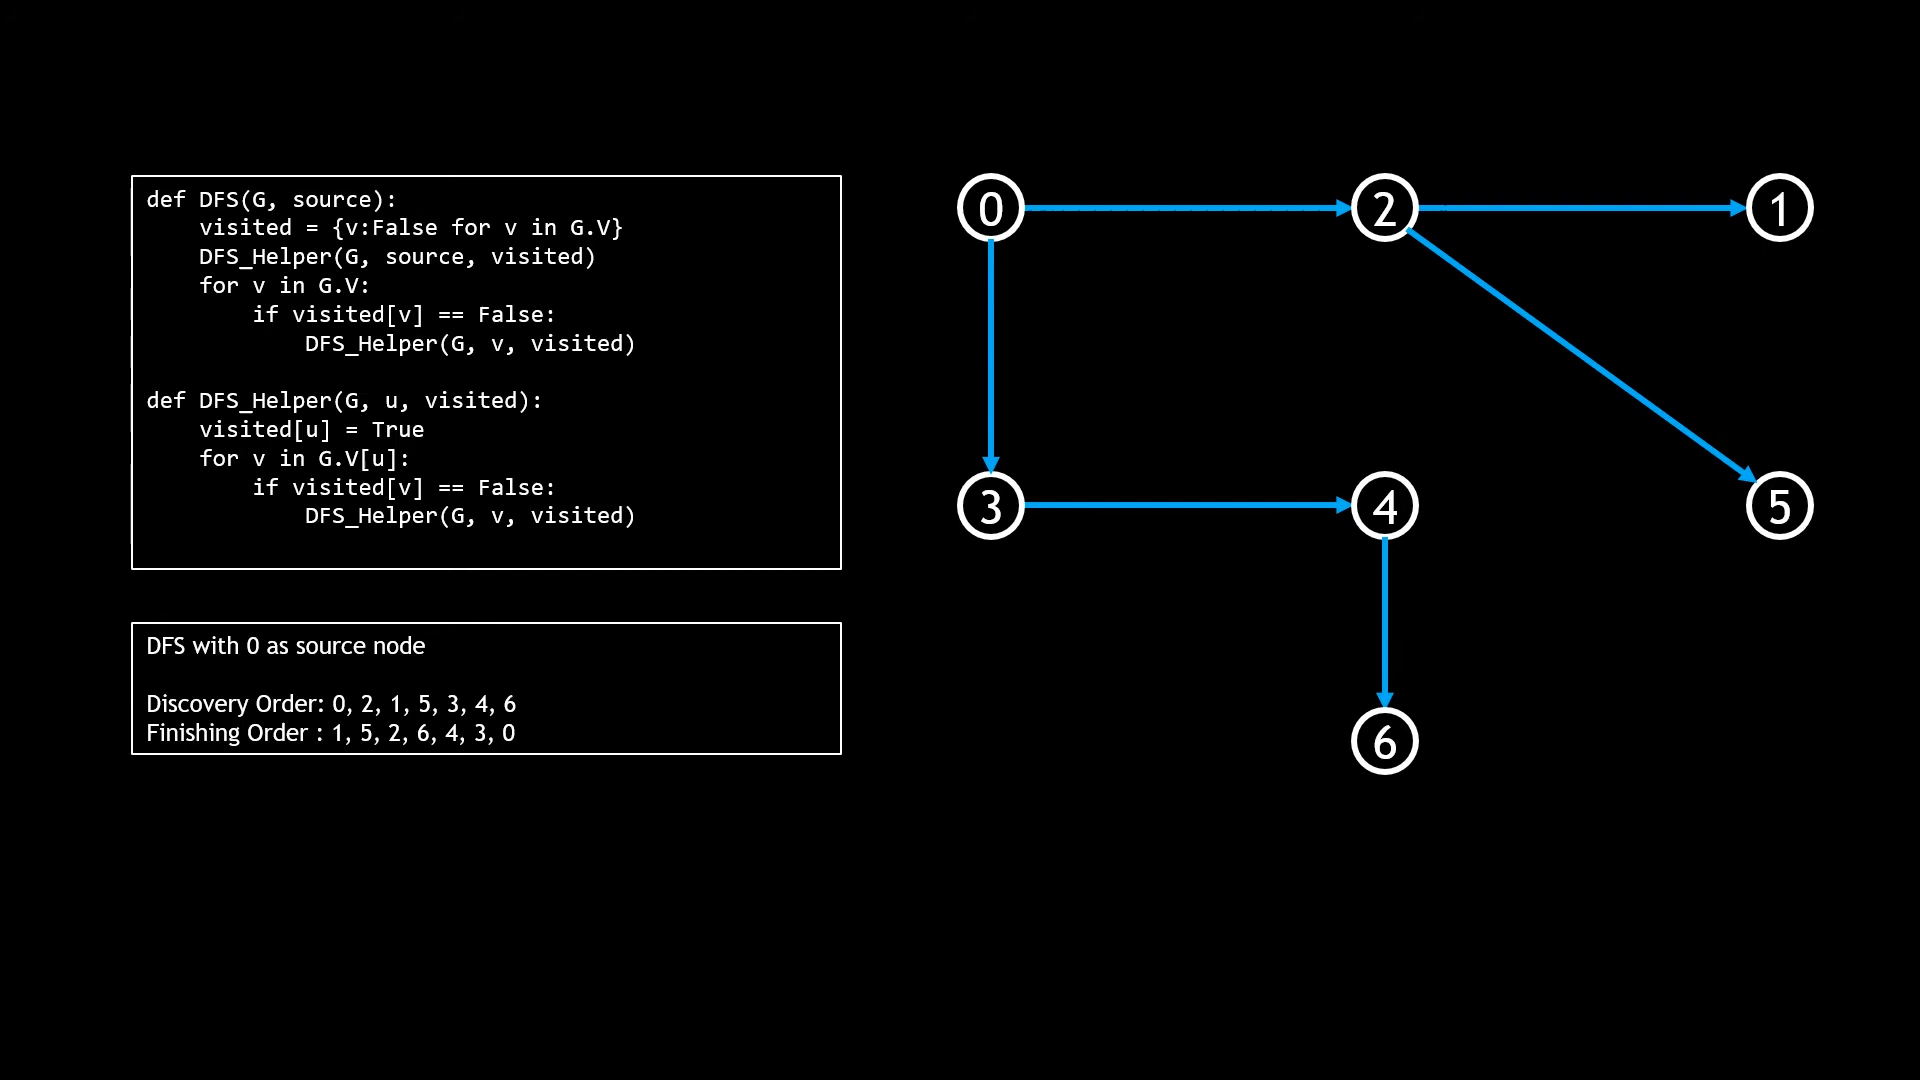 def DFS(G, source):
    visited = {v:False for v in G.V}
    DFS_Helper(G, source, visited)
    for v in G.V:
        if visited[v] == False:
            DFS_Helper(G, v, visited)
def DFS_Helper(G, u, visited):
    visited[u] = True
    for v in G.V[u]:
        if visited[v] == False:
            DFS_Helper(G, v, visited)
DFS with 0 as source node
Discovery Order: 0, 2, 1, 5, 3, 4, 6
Finishing Order : 1, 5, 2, 6, 4, 3, 0
0 2 1
3 4 5
6